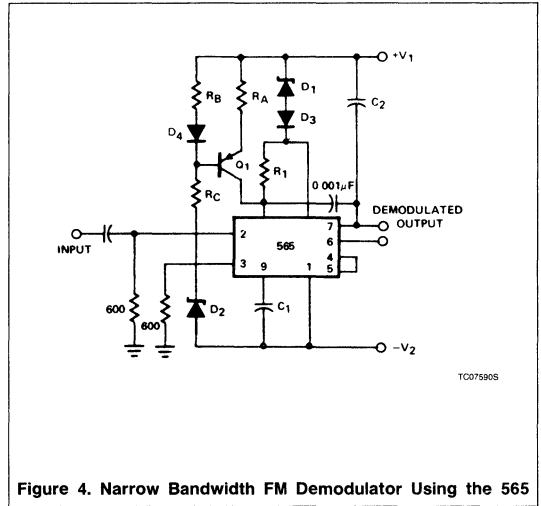 +V1
RB
RA
D1
C2
D4
D3
Q1
R1
0 001µF
RC
DEMODULATED
OUTPUT
7
INPUT
2
565
6
4
3
9
1
5
600
600
D2
C1
−V2
TC07590S
Figure 4. Narrow Bandwidth FM Demodulator Using the 565